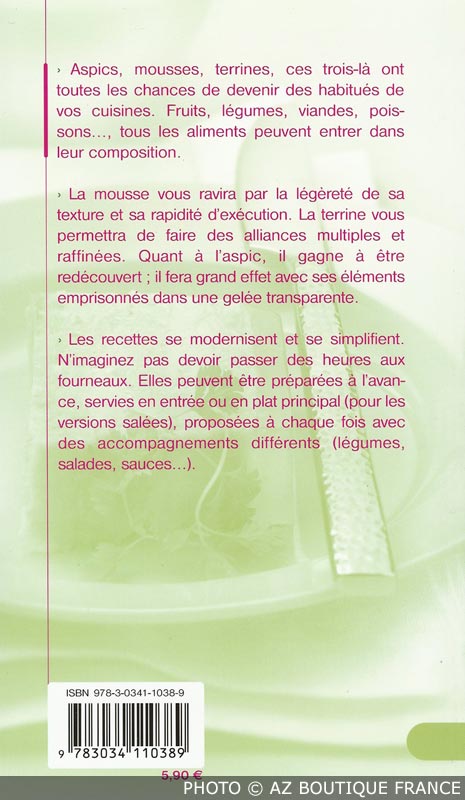 › Aspics, mousses, terrines, ces trois-là ont
toutes les chances de devenir des habitués de
vos cuisines. Fruits, légumes, viandes, pois-
sons..., tous les aliments peuvent entrer dans
leur composition.
› La mousse vous ravira par la légèreté de sa
texture et sa rapidité d'exécution. La terrine vous
permettra de faire des alliances multiples et
raffinées. Quant à l'aspic, il gagne à être
redécouvert ; il fera grand effet avec ses éléments
emprisonnés dans une gelée transparente.
› Les recettes se modernisent et se simplifient.
N'imaginez pas devoir passer des heures aux
fourneaux. Elles peuvent être préparées à l'avan-
ce, servies en entrée ou en plat principal (pour les
versions salées), proposées à chaque fois avec
des accompagnements différents (légumes,
salades, sauces...).
ISBN 978-3-0341-1038-9
9 783034 110389
5,90 €
PHOTO © AZ BOUTIQUE FRANCE